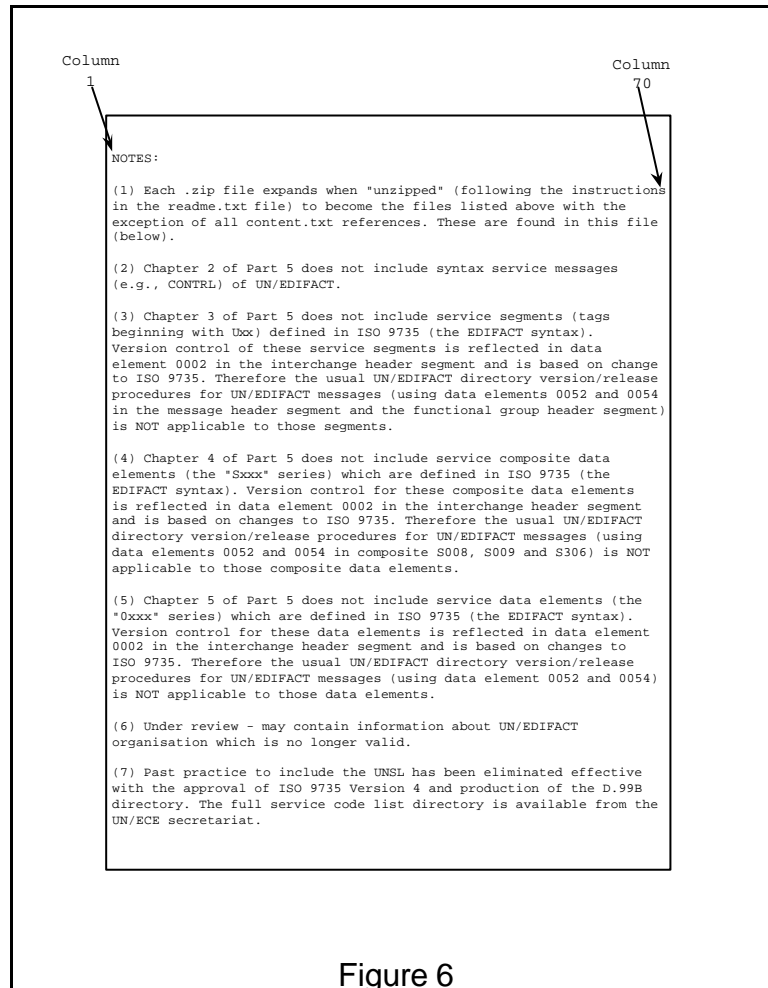 Column
1
Column
70
NOTES:
(1) Each .zip file expands when "unzipped" (following the instructions
in the readme.txt file) to become the files listed above with the
exception of all content.txt references. These are found in this file
(below).
(2) Chapter 2 of Part 5 does not include syntax service messages
(e.g., CONTRL) of UN/EDIFACT.
(3) Chapter 3 of Part 5 does not include service segments (tags
beginning with Uxx) defined in ISO 9735 (the EDIFACT syntax).
Version control of these service segments is reflected in data
element 0002 in the interchange header segment and is based on change
to ISO 9735. Therefore the usual UN/EDIFACT directory version/release
procedures for UN/EDIFACT messages (using data elements 0052 and 0054
in the message header segment and the functional group header segment)
is NOT applicable to those segments.
(4) Chapter 4 of Part 5 does not include service composite data
elements (the "Sxxx" series) which are defined in ISO 9735 (the
EDIFACT syntax). Version control for these composite data elements
is reflected in data element 0002 in the interchange header segment
and is based on changes to ISO 9735. Therefore the usual UN/EDIFACT
directory version/release procedures for UN/EDIFACT messages (using
data elements 0052 and 0054 in composite S008, S009 and S306) is NOT
applicable to those composite data elements.
(5) Chapter 5 of Part 5 does not include service data elements (the
"0xxx" series) which are defined in ISO 9735 (the EDIFACT syntax).
Version control for these data elements is reflected in data element
0002 in the interchange header segment and is based on changes to
ISO 9735. Therefore the usual UN/EDIFACT directory version/release
procedures for UN/EDIFACT messages (using data element 0052 and 0054)
is NOT applicable to those data elements.
(6) Under review - may contain information about UN/EDIFACT
organisation which is no longer valid.
(7) Past practice to include the UNSL has been eliminated effective
with the approval of ISO 9735 Version 4 and production of the D.99B
directory. The full service code list directory is available from the
UN/ECE secretariat.
Figure 6